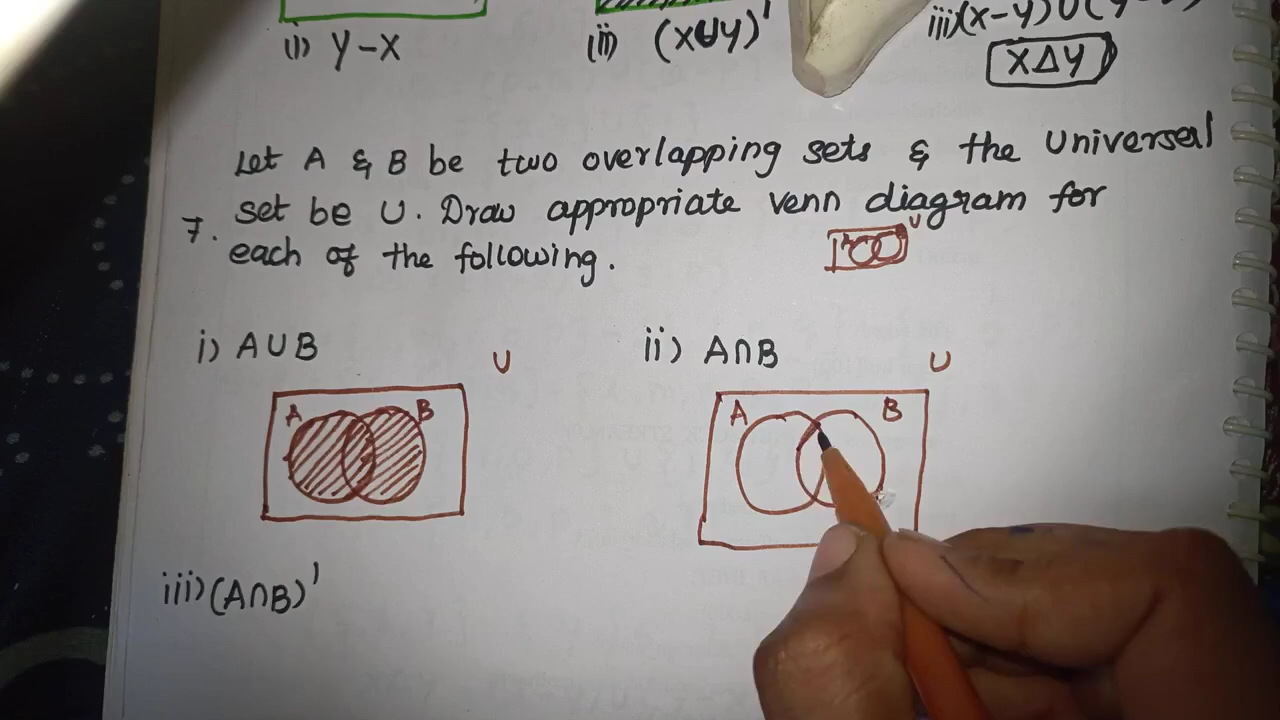 (i) Y-X
(ii) (X∪Y)'
iii)(X-Y)∪(Y-
X∆Y
Let A & B be two overlapping sets & the Universal
7. set be U. Draw appropriate venn diagram for
each of the following.
U
i) A∪B
U
A B
ii) A∩B
U
A B
iii) (A∩B)'